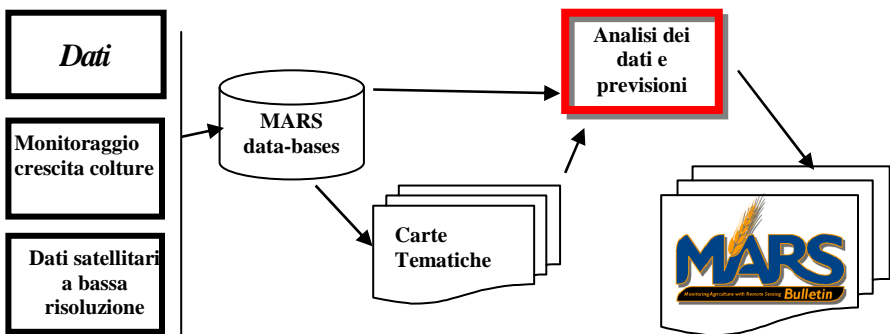 Dati
Monitoraggio
crescita colture
Dati satellitari
a bassa
risoluzione
MARS
data-bases
Carte
Tematiche
Analisi dei
dati e
previsioni
MARS
Monitoring Agriculture with Remote Sensing Bulletin